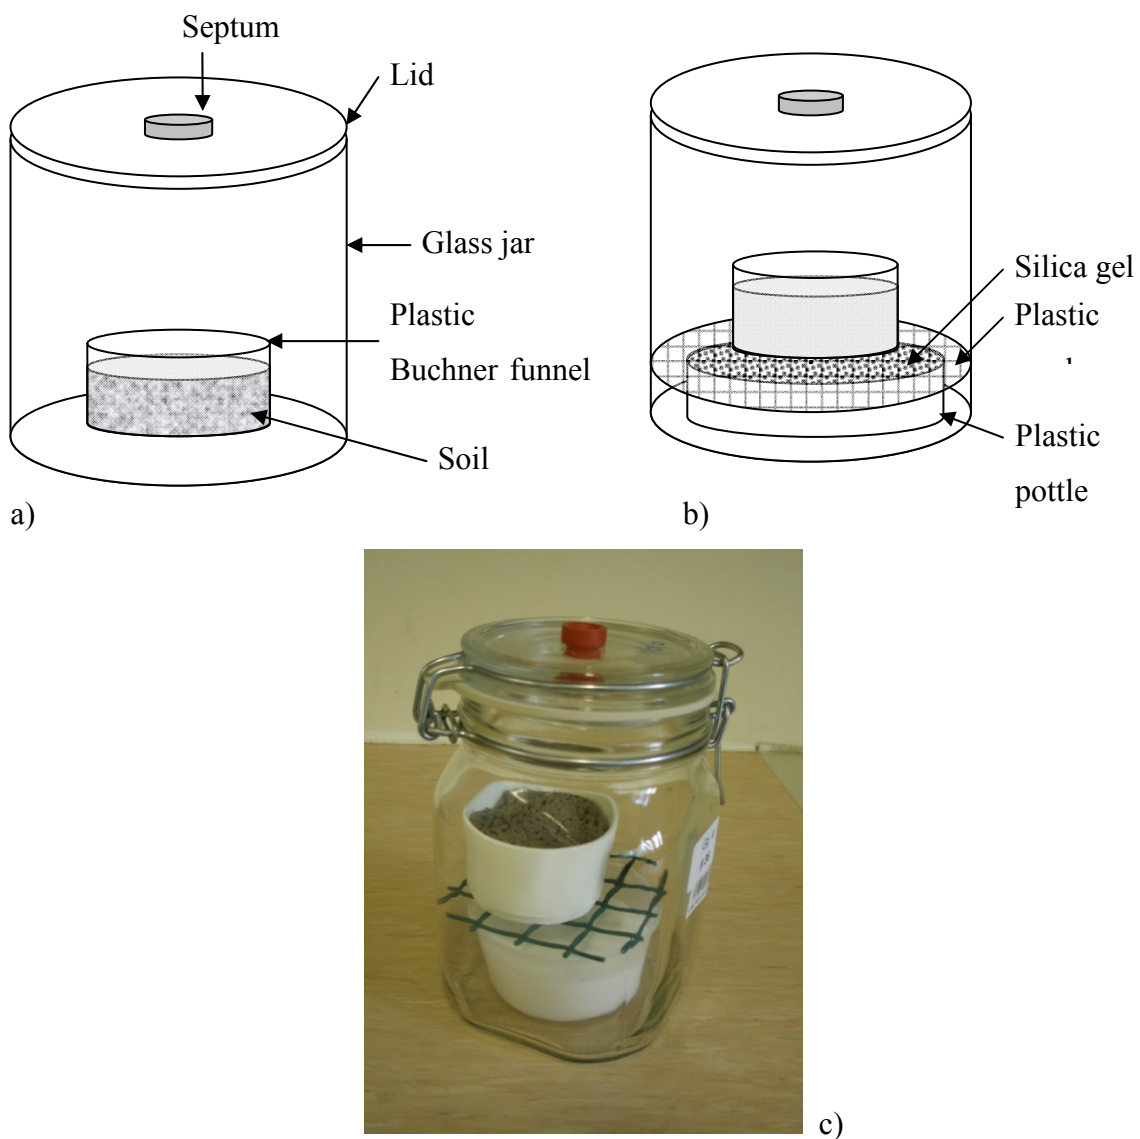 Septum
Lid
Glass jar
Plastic
Buchner funnel
Soil
a)
Silica gel
Plastic
Plastic
pottle
b)
c)